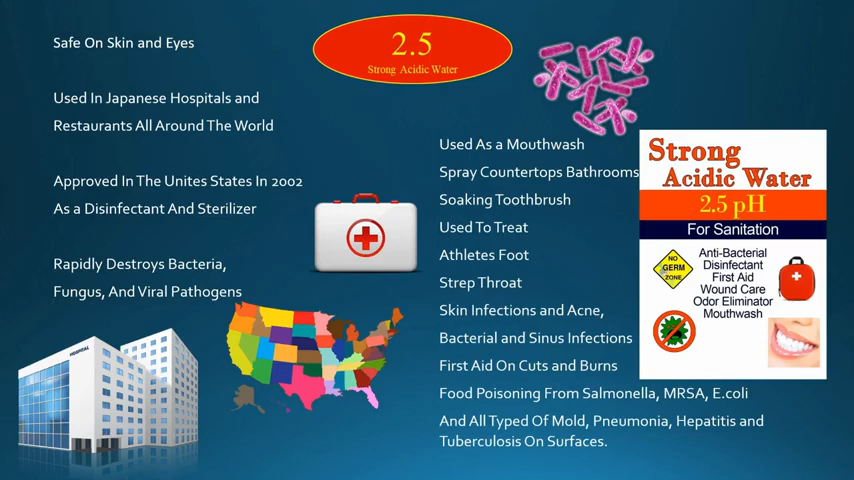 Safe On Skin and Eyes
Used In Japanese Hospitals and
Restaurants All Around The World
Approved In The Unites States In 2002
As a Disinfectant And Sterilizer
Rapidly Destroys Bacteria,
Fungus, And Viral Pathogens
HOSPITAL
2.5
Strong Acidic Water
Used As a Mouthwash
Spray Countertops Bathrooms
Soaking Toothbrush
Used To Treat
Athletes Foot
Strep Throat
Skin Infections and Acne,
Bacterial and Sinus Infections
First Aid On Cuts and Burns
Food Poisoning From Salmonella, MRSA, E.coli
And All Typed Of Mold, Pneumonia, Hepatitis and
Tuberculosis On Surfaces.
Strong
Acidic Water
2.5 pH
For Sanitation
NO
GERM
ZONE
Anti-Bacterial
Disinfectant
First Aid
Wound Care
Odor Eliminator
Mouthwash